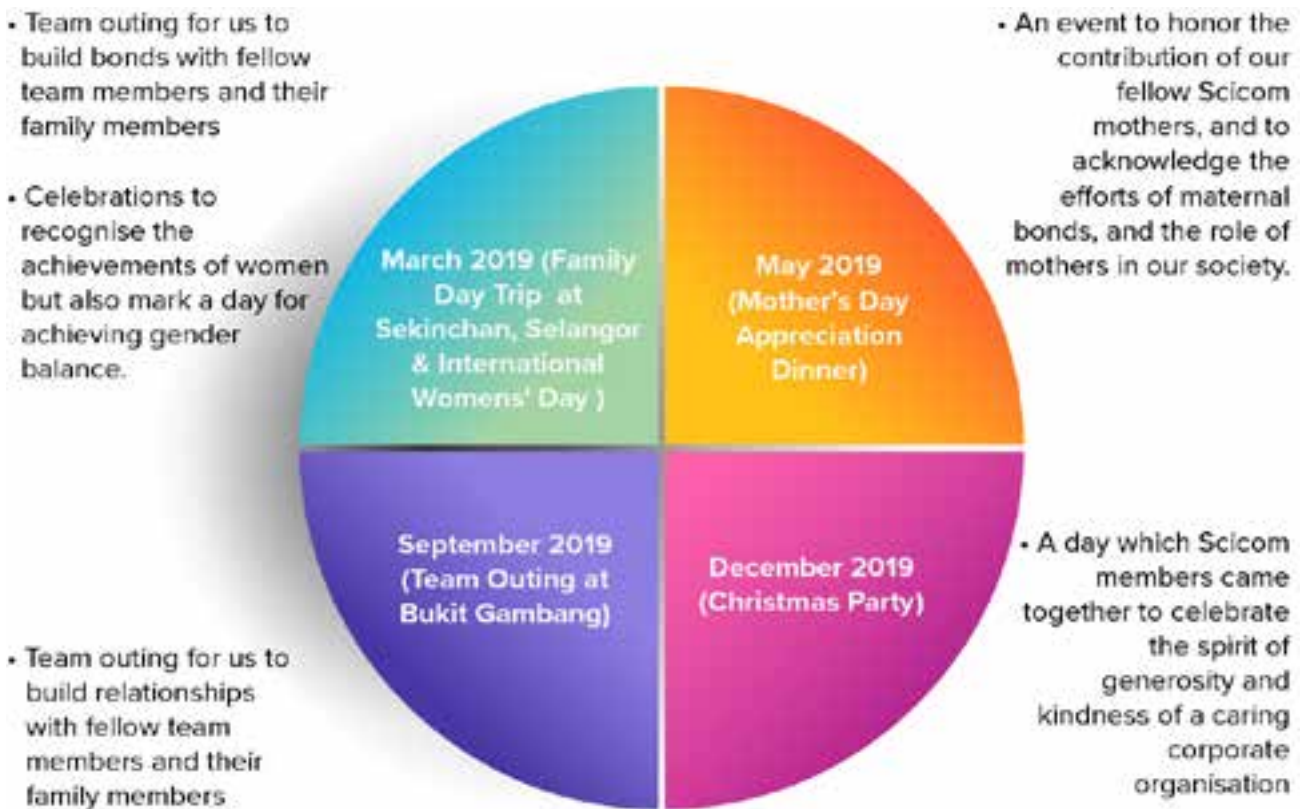 • Team outing for us to
build bonds with fellow
team members and their
family members
• Celebrations to
recognise the
achievements of women
but also mark a day for
achieving gender
balance.
March 2019 (Family
Day Trip at
Sekinchan, Selangor
& International
Womens' Day )
May 2019
(Mother's Day
Appreciation
Dinner)
• An event to honor the
contribution of our
fellow Scicom
mothers, and to
acknowledge the
efforts of maternal
bonds, and the role of
mothers in our society.
September 2019
(Team Outing at
Bukit Gambang)
• Team outing for us to
build relationships
with fellow team
members and their
family members
December 2019
(Christmas Party)
• A day which Scicom
members came
together to celebrate
the spirit of
generosity and
kindness of a caring
corporate
organisation